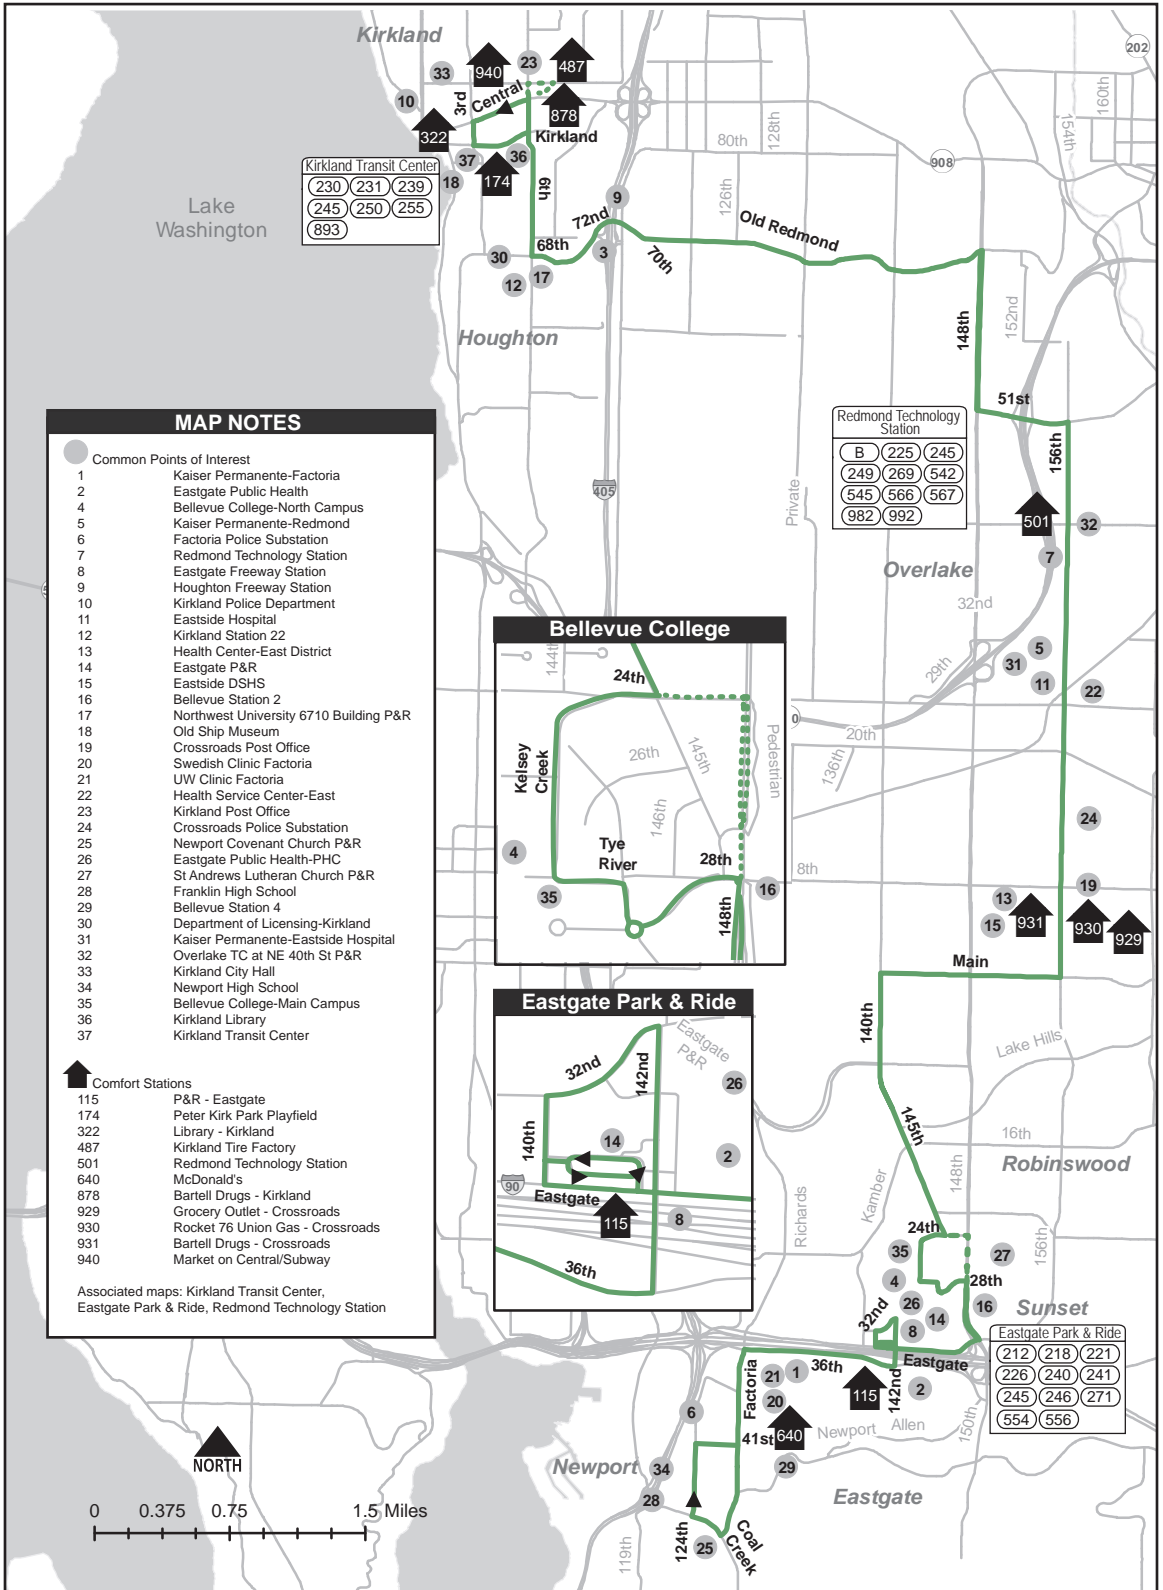 Kirkland
202
23
33
940
487
160th
10
3rd
Central
154th
878
128th
322
Kirkland
80th
908
37
36
Kirkland Transit Center
230 231 239
245 250 255
893
18
174
6th
126th
9
Lake
Washington
72nd
Old Redmond
68th
70th
30
3
17
12
148th
152nd
Houghton
51st
Redmond Technology
Station
B 225 245
249 269 542
545 566 567
982 992
156th
405
Private
501
32
7
Overlake
32nd
MAP NOTES
Common Points of Interest
1 Kaiser Permanente-Factoria
2 Eastgate Public Health
4 Bellevue College-North Campus
5 Kaiser Permanente-Redmond
6 Factoria Police Substation
7 Redmond Technology Station
8 Eastgate Freeway Station
9 Houghton Freeway Station
10 Kirkland Police Department
11 Eastside Hospital
12 Kirkland Station 22
13 Health Center-East District
14 Eastgate P&R
15 Eastside DSHS
16 Bellevue Station 2
17 Northwest University 6710 Building P&R
18 Old Ship Museum
19 Crossroads Post Office
20 Swedish Clinic Factoria
21 UW Clinic Factoria
22 Health Service Center-East
23 Kirkland Post Office
24 Crossroads Police Substation
25 Newport Covenant Church P&R
26 Eastgate Public Health-PHC
27 St Andrews Lutheran Church P&R
28 Franklin High School
29 Bellevue Station 4
30 Department of Licensing-Kirkland
31 Kaiser Permanente-Eastside Hospital
32 Overlake TC at NE 40th St P&R
33 Kirkland City Hall
34 Newport High School
35 Bellevue College-Main Campus
36 Kirkland Library
37 Kirkland Transit Center
Comfort Stations
115 P&R - Eastgate
174 Peter Kirk Park Playfield
322 Library - Kirkland
487 Kirkland Tire Factory
501 Redmond Technology Station
640 McDonald's
878 Bartell Drugs - Kirkland
929 Grocery Outlet - Crossroads
930 Rocket 76 Union Gas - Crossroads
931 Bartell Drugs - Crossroads
940 Market on Central/Subway
Associated maps: Kirkland Transit Center,
Eastgate Park & Ride, Redmond Technology Station
Bellevue College
144th
24th
Kelsey
Creek
26th
145th
Pedestrian
146th
4
Tye
River
28th
35
16
148th
5
31
29th
11
22
0
20th
136th
24
8th
19
13
15
931
930
929
Main
140th
Lake Hills
145th
16th
Robinswood
148th
Kamber
Richards
156th
24th
35
27
4
28th
26
14
16
Sunset
32nd
8
Eastgate
Eastgate Park & Ride
212 218 221
226 240 241
245 246 271
554 556
Eastgate Park & Ride
Eastgate
P&R
32nd
142nd
26
140th
14
2
90
Eastgate
115
8
36th
Factoria
36th
21
1
115
142nd
2
20
6
41st
640
Newport
Allen
150th
Newport
34
29
28
Eastgate
124th
Coal
Creek
25
119th
NORTH
0 0.375 0.75 1.5 Miles